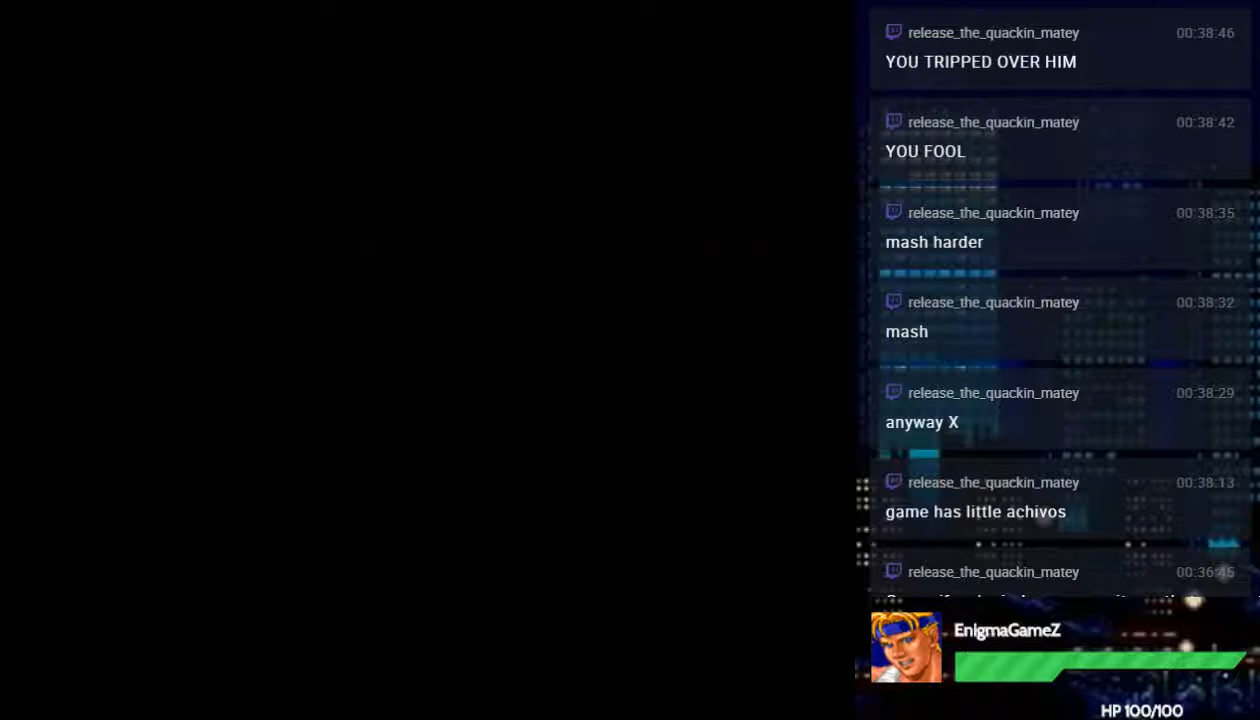 release_the_quackin_matey 00:38:46
YOU TRIPPED OVER HIM
release_the_quackin_matey 00:38:42
YOU FOOL
release_the_quackin_matey 00:38:35
mash harder
release_the_quackin_matey 00:38:32
mash
release_the_quackin_matey 00:38:29
anyway X
release_the_quackin_matey 00:38:13
game has little achivos
release_the_quackin_matey 00:36:45
EnigmaGameZ
HP 100/100